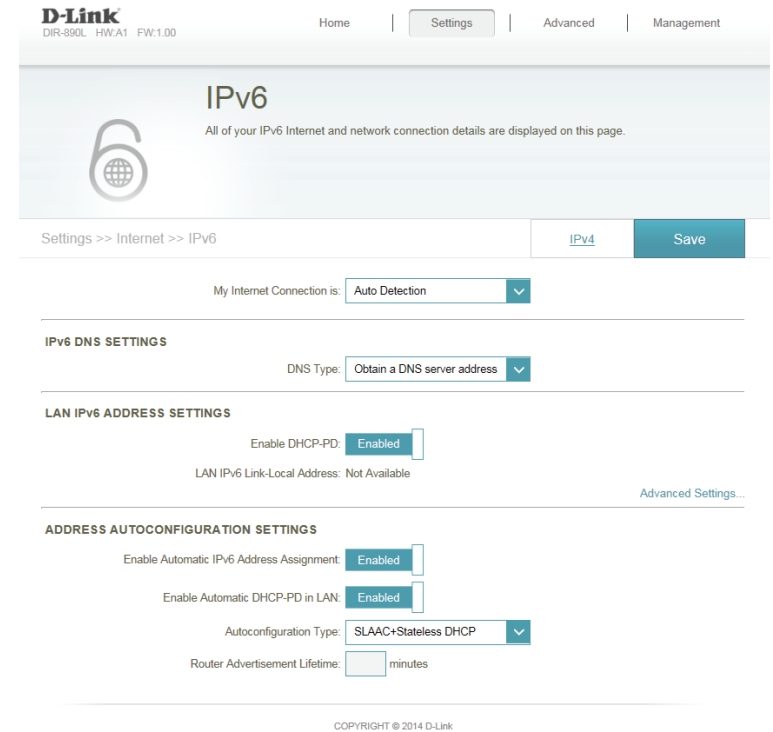 D-Link
DIR-890L HW:A1 FW:1.00
Home Settings Advanced Management
IPv6
All of your IPv6 Internet and network connection details are displayed on this page.
Settings >> Internet >> IPv6 IPv4 Save
My Internet Connection is: Auto Detection
IPv6 DNS SETTINGS
DNS Type: Obtain a DNS server address
LAN IPv6 ADDRESS SETTINGS
Enable DHCP-PD: Enabled
LAN IPv6 Link-Local Address: Not Available
Advanced Settings...
ADDRESS AUTOCONFIGURATION SETTINGS
Enable Automatic IPv6 Address Assignment: Enabled
Enable Automatic DHCP-PD in LAN: Enabled
Autoconfiguration Type: SLAAC+Stateless DHCP
Router Advertisement Lifetime: minutes
COPYRIGHT © 2014 D-Link